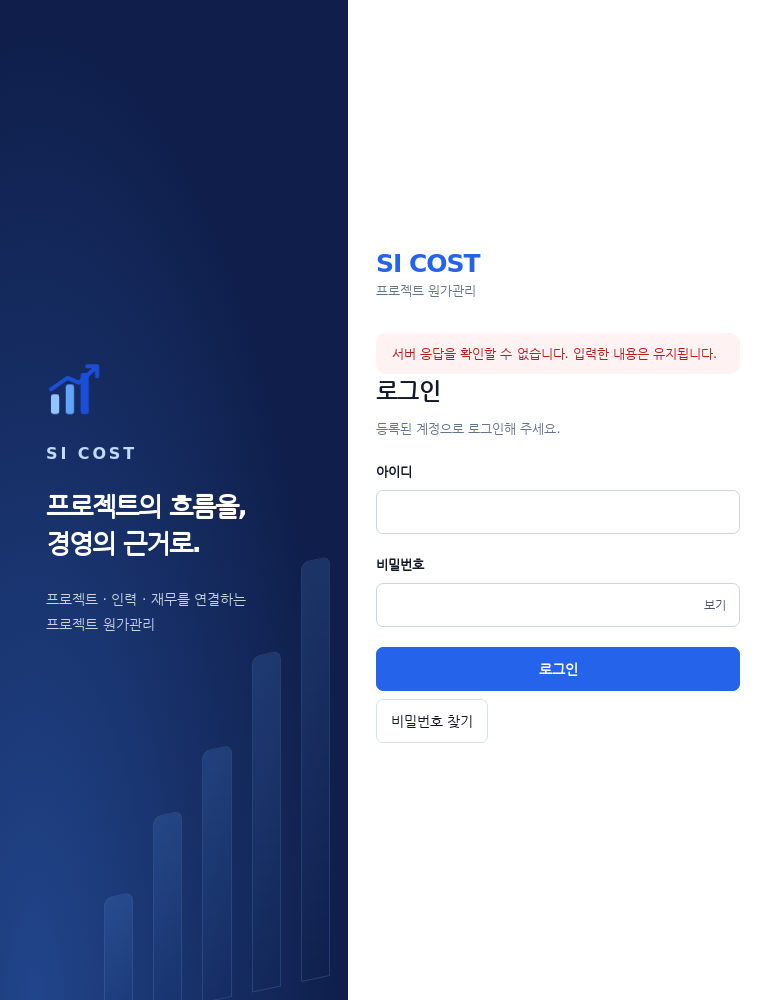 SI COST
프로젝트의 흐름을,
경영의 근거로.
프로젝트 · 인력 · 재무를 연결하는
프로젝트 원가관리
SI COST
프로젝트 원가관리
서버 응답을 확인할 수 없습니다. 입력한 내용은 유지됩니다.
로그인
등록된 계정으로 로그인해 주세요.
아이디
비밀번호
보기
로그인
비밀번호 찾기